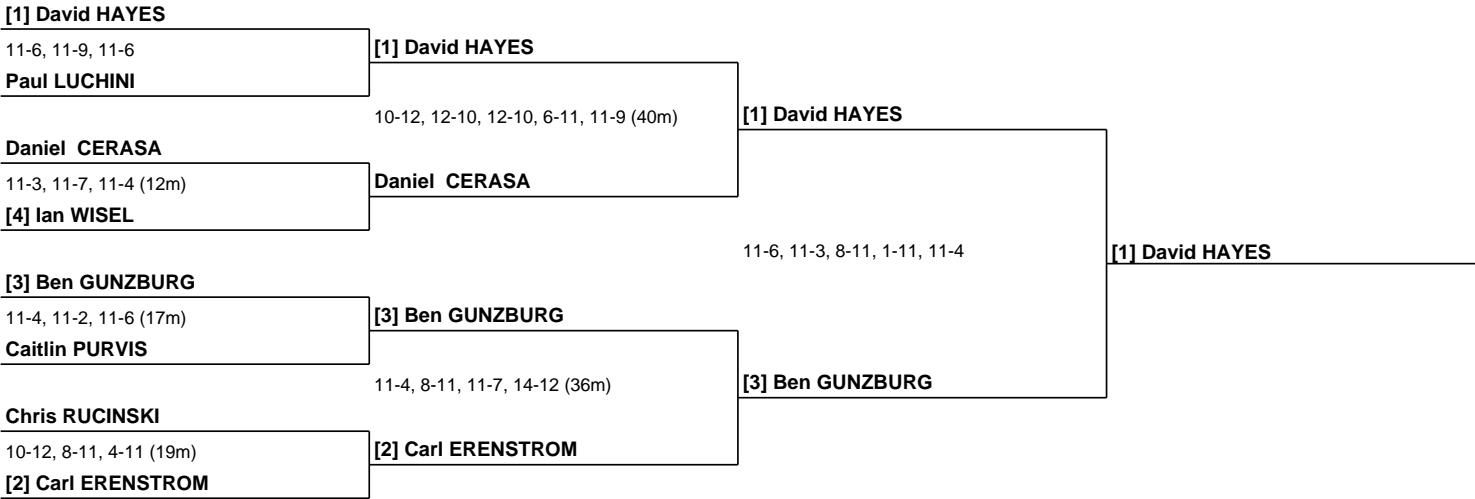 [1] David HAYES
11-6, 11-9, 11-6
[1] David HAYES
Paul LUCHINI
10-12, 12-10, 12-10, 6-11, 11-9 (40m)
[1] David HAYES
Daniel  CERASA
11-3, 11-7, 11-4 (12m)
Daniel  CERASA
[4] Ian WISEL
11-6, 11-3, 8-11, 1-11, 11-4
[1] David HAYES
[3] Ben GUNZBURG
11-4, 11-2, 11-6 (17m)
[3] Ben GUNZBURG
Caitlin PURVIS
11-4, 8-11, 11-7, 14-12 (36m)
[3] Ben GUNZBURG
Chris RUCINSKI
10-12, 8-11, 4-11 (19m)
[2] Carl ERENSTROM
[2] Carl ERENSTROM